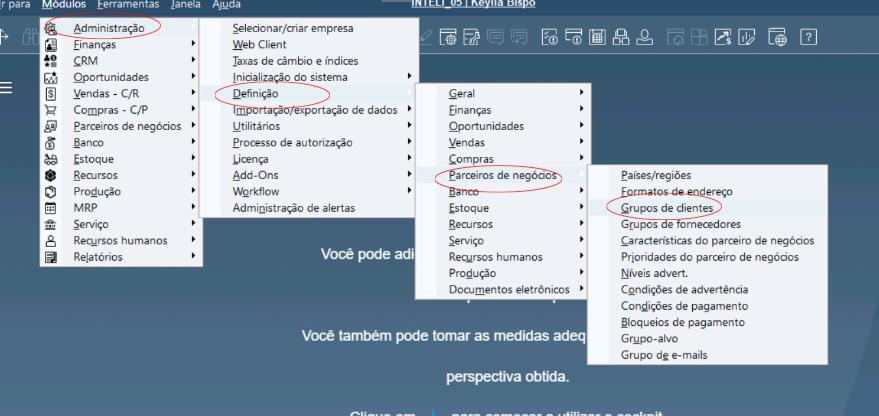 r para Módulos Ferramentas Janela Ajuda
INTELI_05 | Keylla Bispo
Administração
Finanças
CRM
Oportunidades
Vendas - C/R
Compras - C/P
Parceiros de negócios
Banco
Estoque
Recursos
Produção
MRP
Serviço
Recursos humanos
Relatórios
Selecionar/criar empresa
Web Client
Taxas de câmbio e índices
Inicialização do sistema
Definição
Importação/exportação de dados
Utilitários
Processo de autorização
Licença
Add-Ons
Workflow
Administração de alertas
Geral
Finanças
Oportunidades
Vendas
Compras
Parceiros de negócios
Banco
Estoque
Recursos
Serviço
Recursos humanos
Produção
Documentos eletrônicos
Países/regiões
Formatos de endereço
Grupos de clientes
Grupos de fornecedores
Características do parceiro de negócios
Prioridades do parceiro de negócios
Níveis advert.
Condições de advertência
Condições de pagamento
Bloqueios de pagamento
Grupo-alvo
Grupo de e-mails
Você pode adi
Você também pode tomar as medidas adeq
perspectiva obtida.
Clique em para começar a utilizar o cockpit